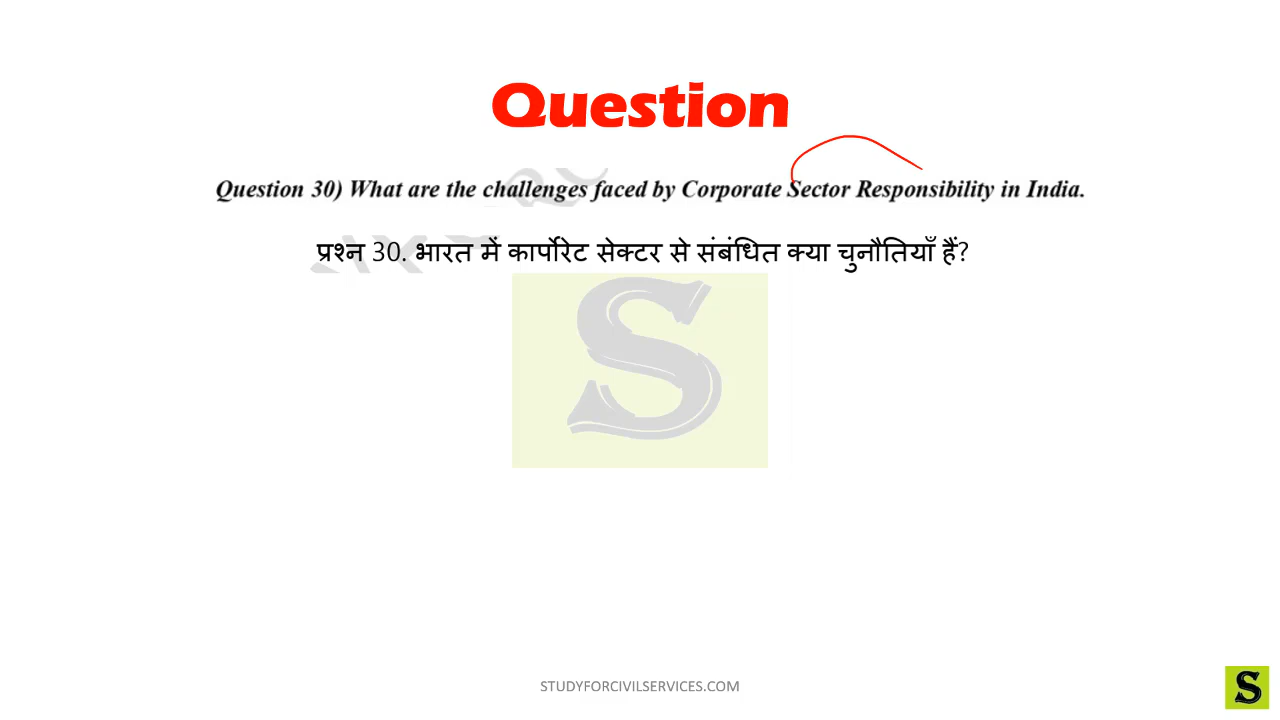 Question
Question 30) What are the challenges faced by Corporate Sector Responsibility in India.
प्रश्न 30. भारत में कार्पोरेट सेक्टर से संबंधित क्या चुनौतियाँ हैं?
S
STUDYFORCIVILSERVICES.COM
S